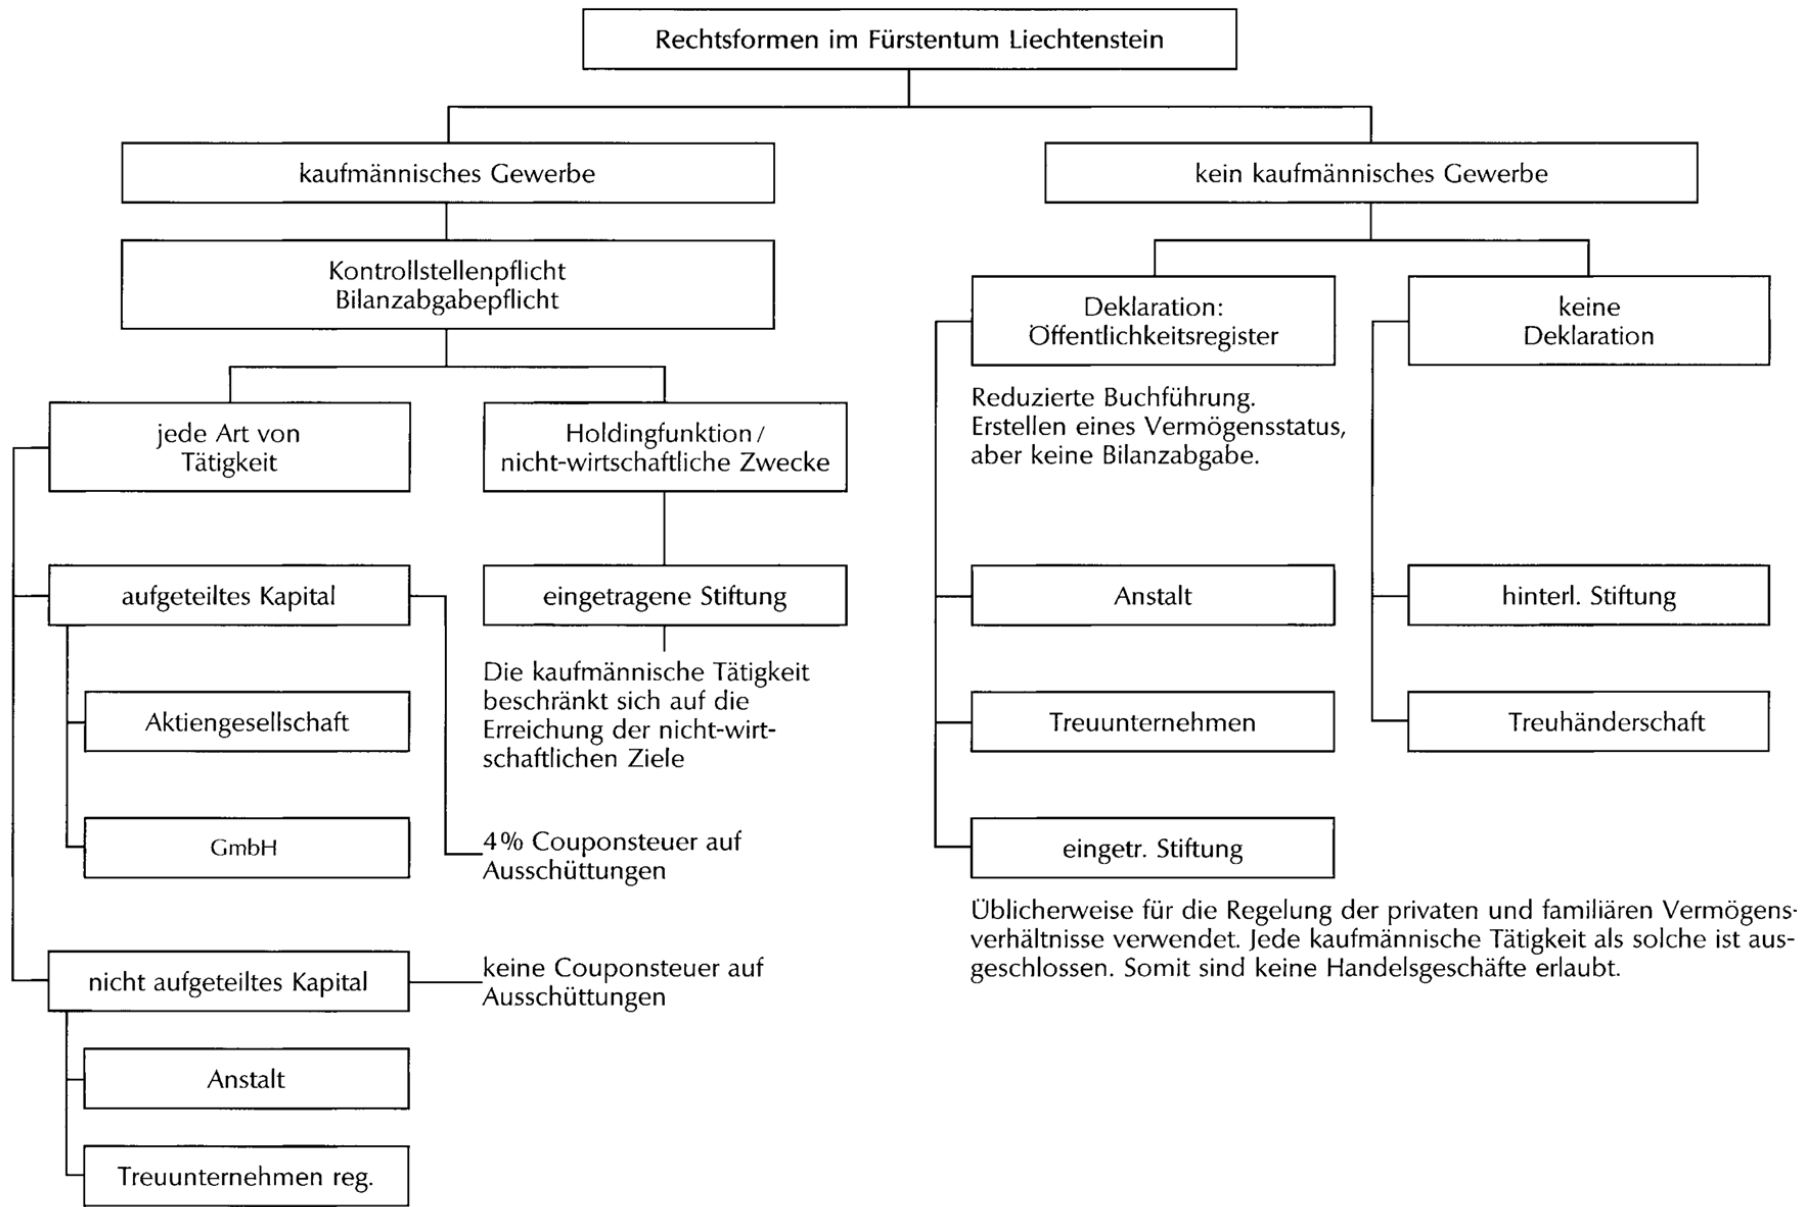 Rechtsformen im Fürstentum Liechtenstein
kaufmännisches Gewerbe
Kontrollstellenpflicht
Bilanzabgabepflicht
jede Art von
Tätigkeit
Holdingfunktion/
nicht-wirtschaftliche Zwecke
aufgeteiltes Kapital
eingetragene Stiftung
Aktiengesellschaft
GmbH
Die kaufmännische Tätigkeit
beschränkt sich auf die
Erreichung der nicht-wirt-
schaftlichen Ziele
4% Couponsteuer auf
Ausschüttungen
nicht aufgeteiltes Kapital
keine Couponsteuer auf
Ausschüttungen
Anstalt
Treuunternehmen reg.
kein kaufmännisches Gewerbe
Deklaration:
Öffentlichkeitsregister
Reduzierte Buchführung.
Erstellen eines Vermögensstatus,
aber keine Bilanzabgabe.
Anstalt
Treuunternehmen
eingetr. Stiftung
keine
Deklaration
hinterl. Stiftung
Treuhänderschaft
Üblicherweise für die Regelung der privaten und familiären Vermögens-
verhältnisse verwendet. Jede kaufmännische Tätigkeit als solche ist aus-
geschlossen. Somit sind keine Handelsgeschäfte erlaubt.